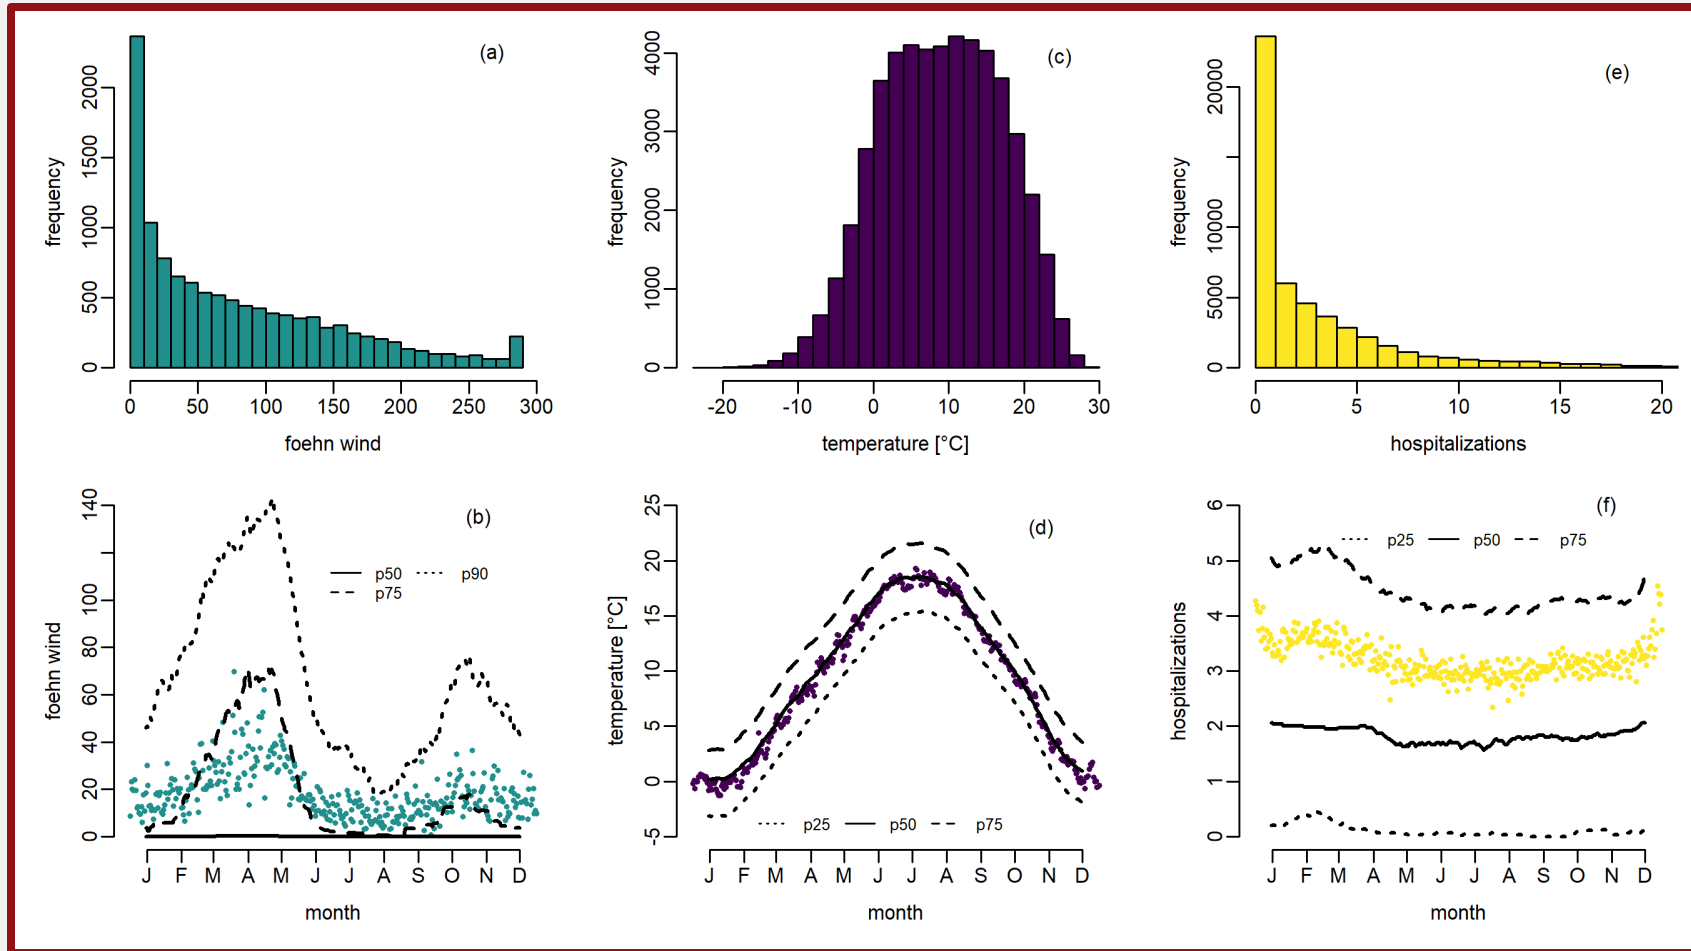 (a)
frequency
0 500 1000 1500 2000
0 50 100 150 200 250 300
foehn wind
(c)
frequency
0 1000 2000 3000 4000
-20 -10 0 10 20 30
temperature [°C]
(e)
frequency
0 5000 10000 20000
0 5 10 15 20
hospitalizations
(b)
p50 p90
p75
foehn wind
0 20 40 60 80 100 140
J F M A M J J A S O N D
month
(d)
temperature [°C]
-5 0 5 10 15 20 25
p25 p50 p75
J F M A M J J A S O N D
month
(f)
p25 p50 p75
hospitalizations
0 1 2 3 4 5 6
J F M A M J J A S O N D
month